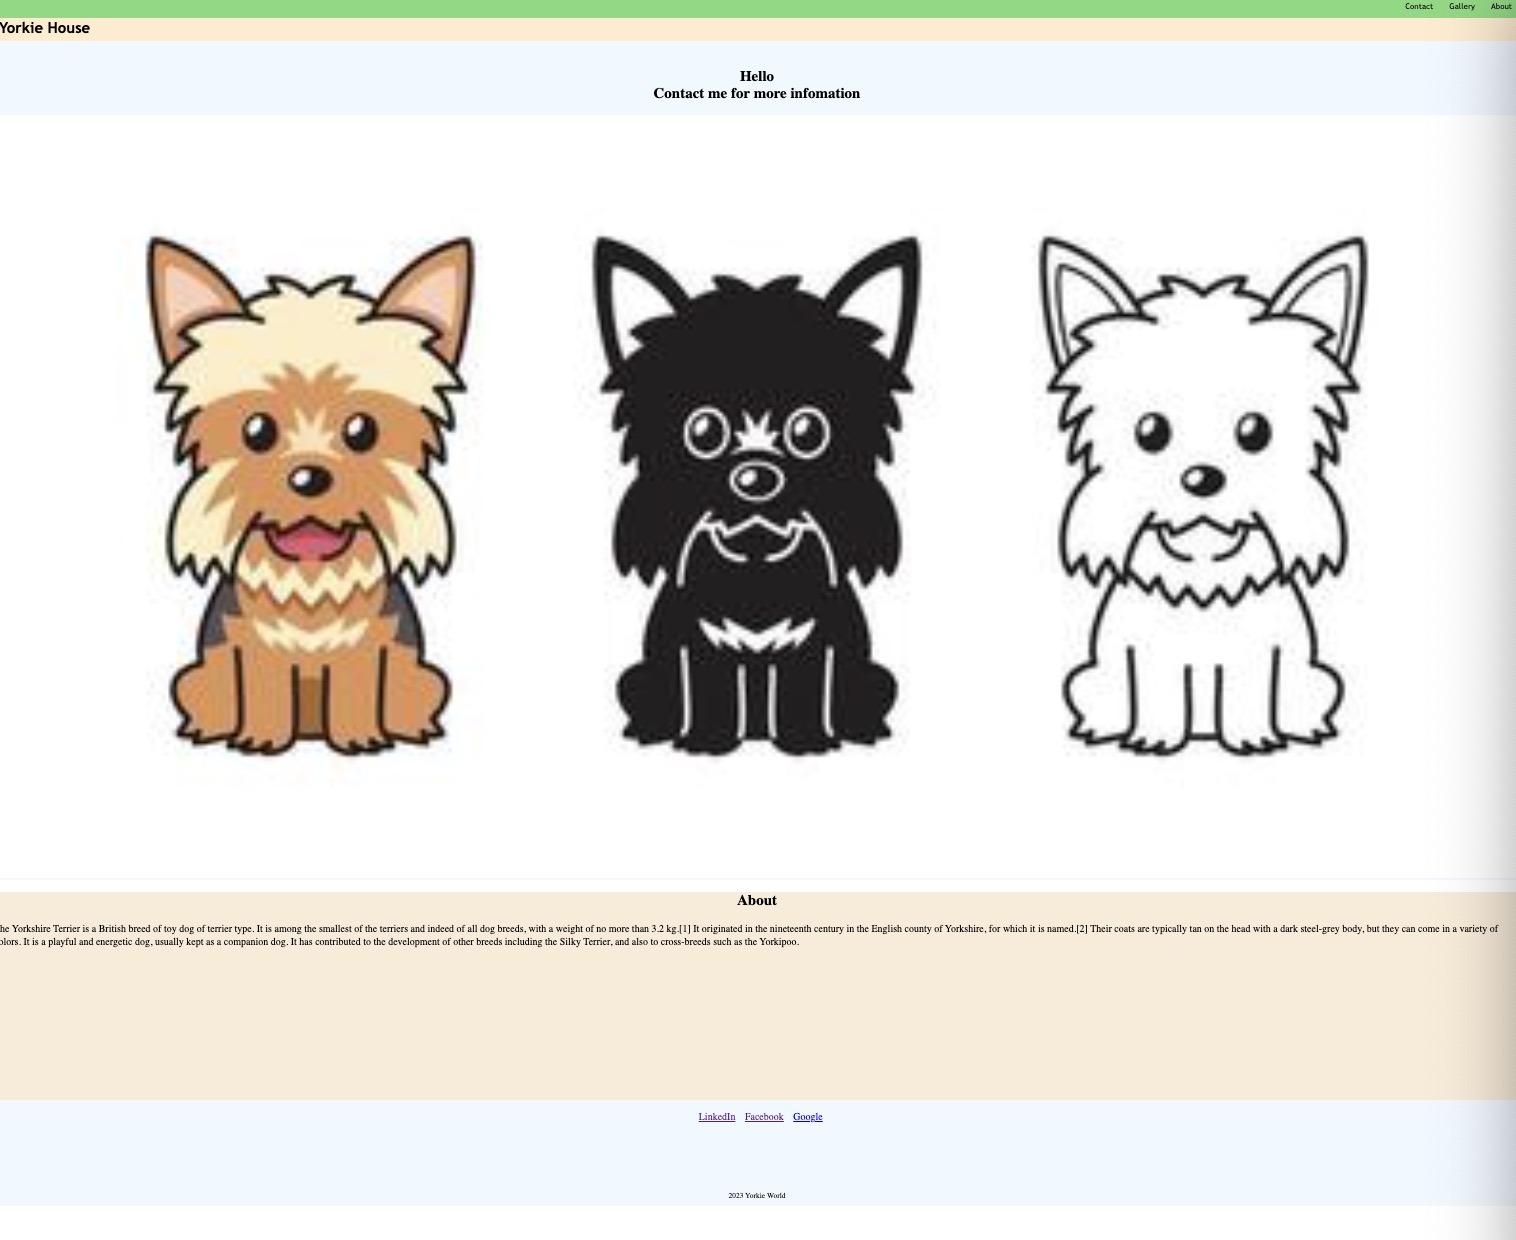 Contact Gallery About
Yorkie House
Hello
Contact me for more infomation
About
he Yorkshire Terrier is a British breed of toy dog of terrier type. It is among the smallest of the terriers and indeed of all dog breeds, with a weight of no more than 3.2 kg.[1] It originated in the nineteenth century in the English county of Yorkshire, for which it is named.[2] Their coats are typically tan on the head with a dark steel-grey body, but they can come in a variety of
olors. It is a playful and energetic dog, usually kept as a companion dog. It has contributed to the development of other breeds including the Silky Terrier, and also to cross-breeds such as the Yorkipoo.
LinkedIn Facebook Google
2023 Yorkie World